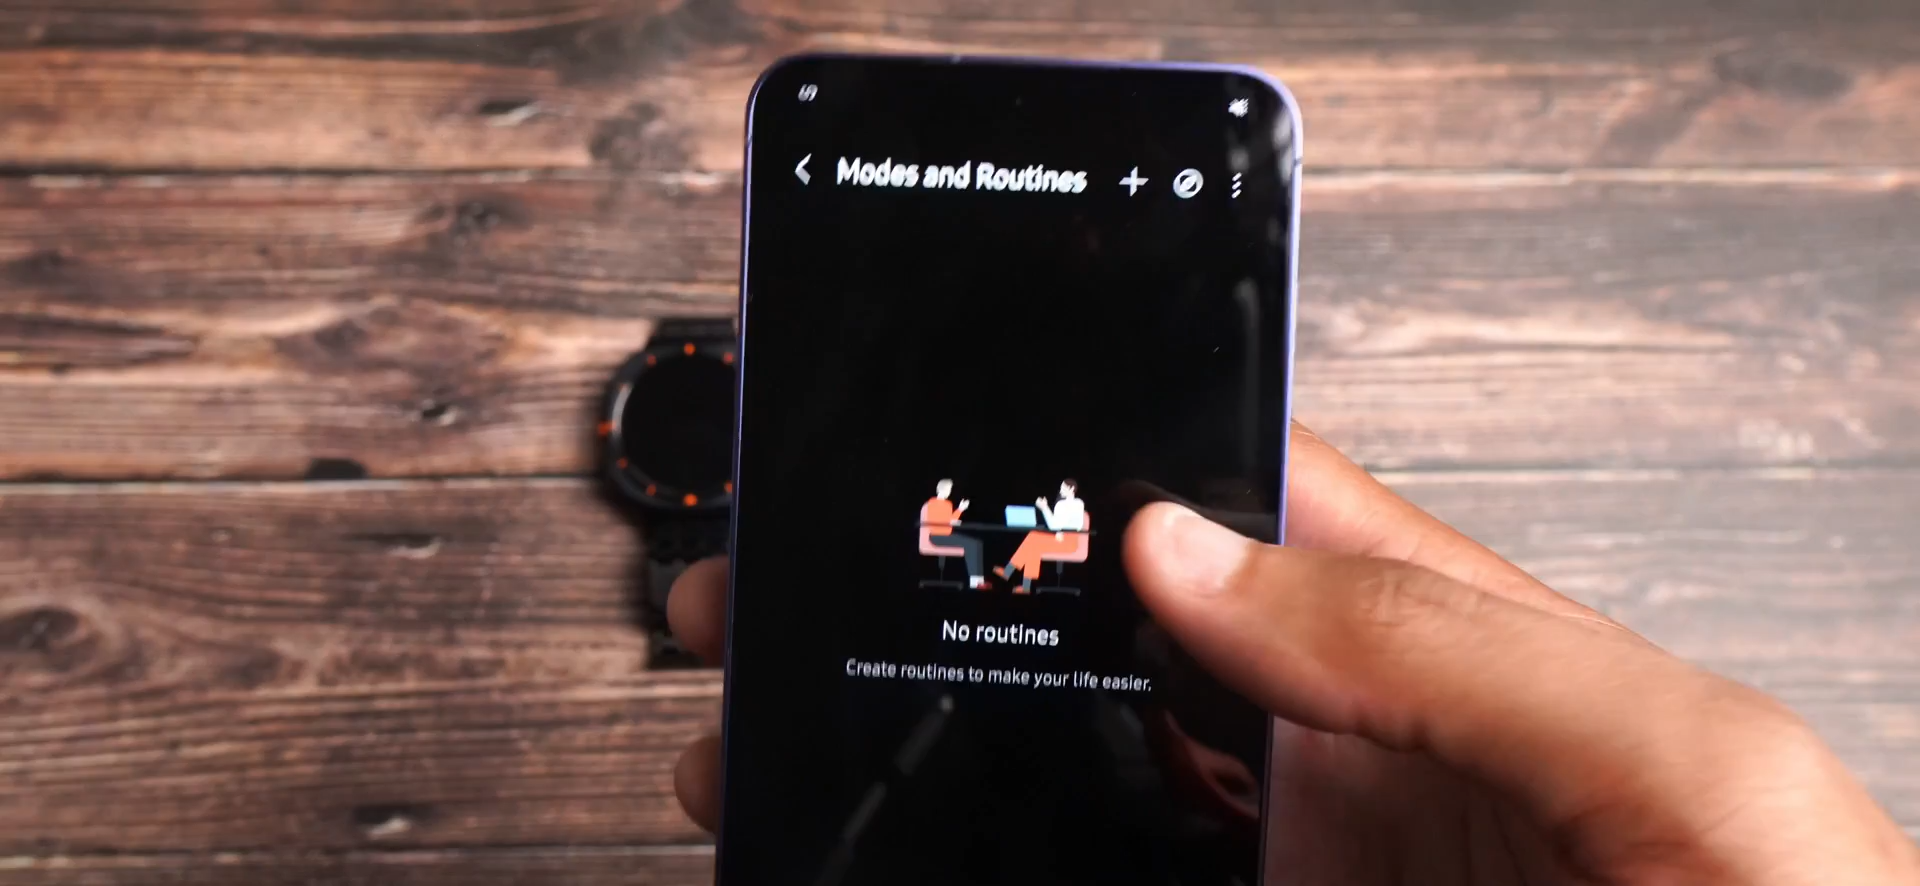 Modes and Routines
No routines
Create routines to make your life easier.